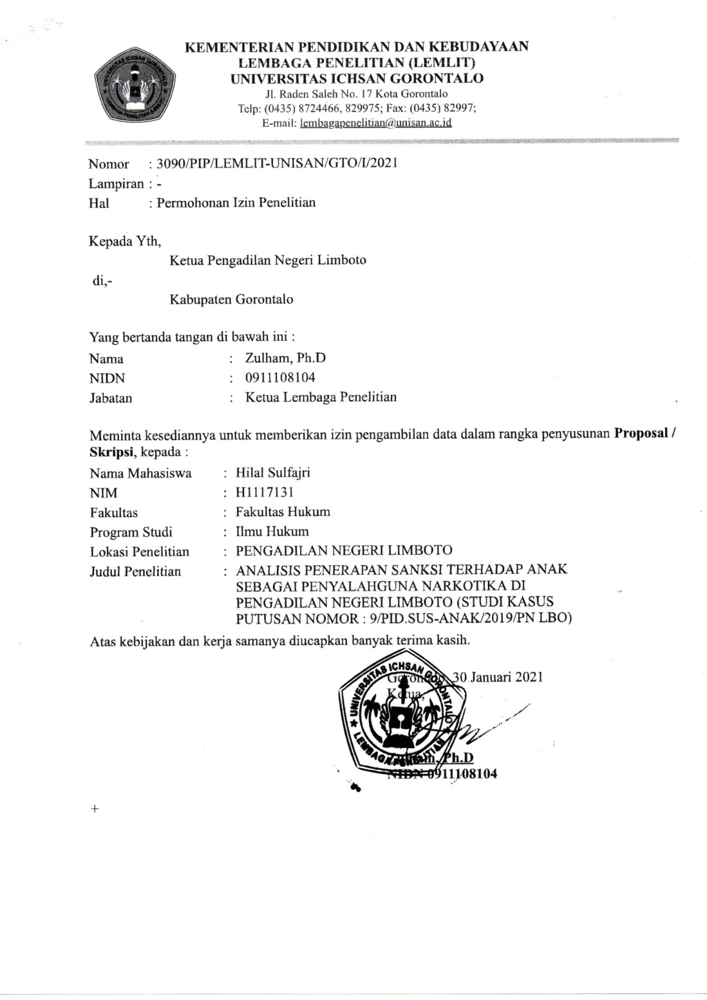 KEMENTERIAN PENDIDIKAN DAN KEBUDAYAAN
LEMBAGA PENELITIAN (LEMLIT)
UNIVERSITAS ICHSAN GORONTALO
Jl. Raden Saleh No. 17 Kota Gorontalo
Telp: (0435) 8724466, 829975; Fax: (0435) 82997;
E-mail: lembagapenelitian@unisan.ac.id
UNIVERSITAS ICHSAN GORONTALO
Nomor : 3090/PIP/LEMLIT-UNISAN/GTO/I/2021
Lampiran : -
Hal : Permohonan Izin Penelitian
Kepada Yth,
Ketua Pengadilan Negeri Limboto
di,-
Kabupaten Gorontalo
Yang bertanda tangan di bawah ini :
Nama : Zulham, Ph.D
NIDN : 0911108104
Jabatan : Ketua Lembaga Penelitian
Meminta kesediannya untuk memberikan izin pengambilan data dalam rangka penyusunan Proposal /
Skripsi, kepada :
Nama Mahasiswa : Hilal Sulfajri
NIM : H1117131
Fakultas : Fakultas Hukum
Program Studi : Ilmu Hukum
Lokasi Penelitian : PENGADILAN NEGERI LIMBOTO
Judul Penelitian : ANALISIS PENERAPAN SANKSI TERHADAP ANAK
SEBAGAI PENYALAHGUNA NARKOTIKA DI
PENGADILAN NEGERI LIMBOTO (STUDI KASUS
PUTUSAN NOMOR : 9/PID.SUS-ANAK/2019/PN LBO)
Atas kebijakan dan kerja samanya diucapkan banyak terima kasih.
Gorontalo, 30 Januari 2021
Ketua,
UNIVERSITAS ICHSAN GORONTALO
LEMBAGA PENELITIAN
Zulham, Ph.D
NIDN 0911108104
+